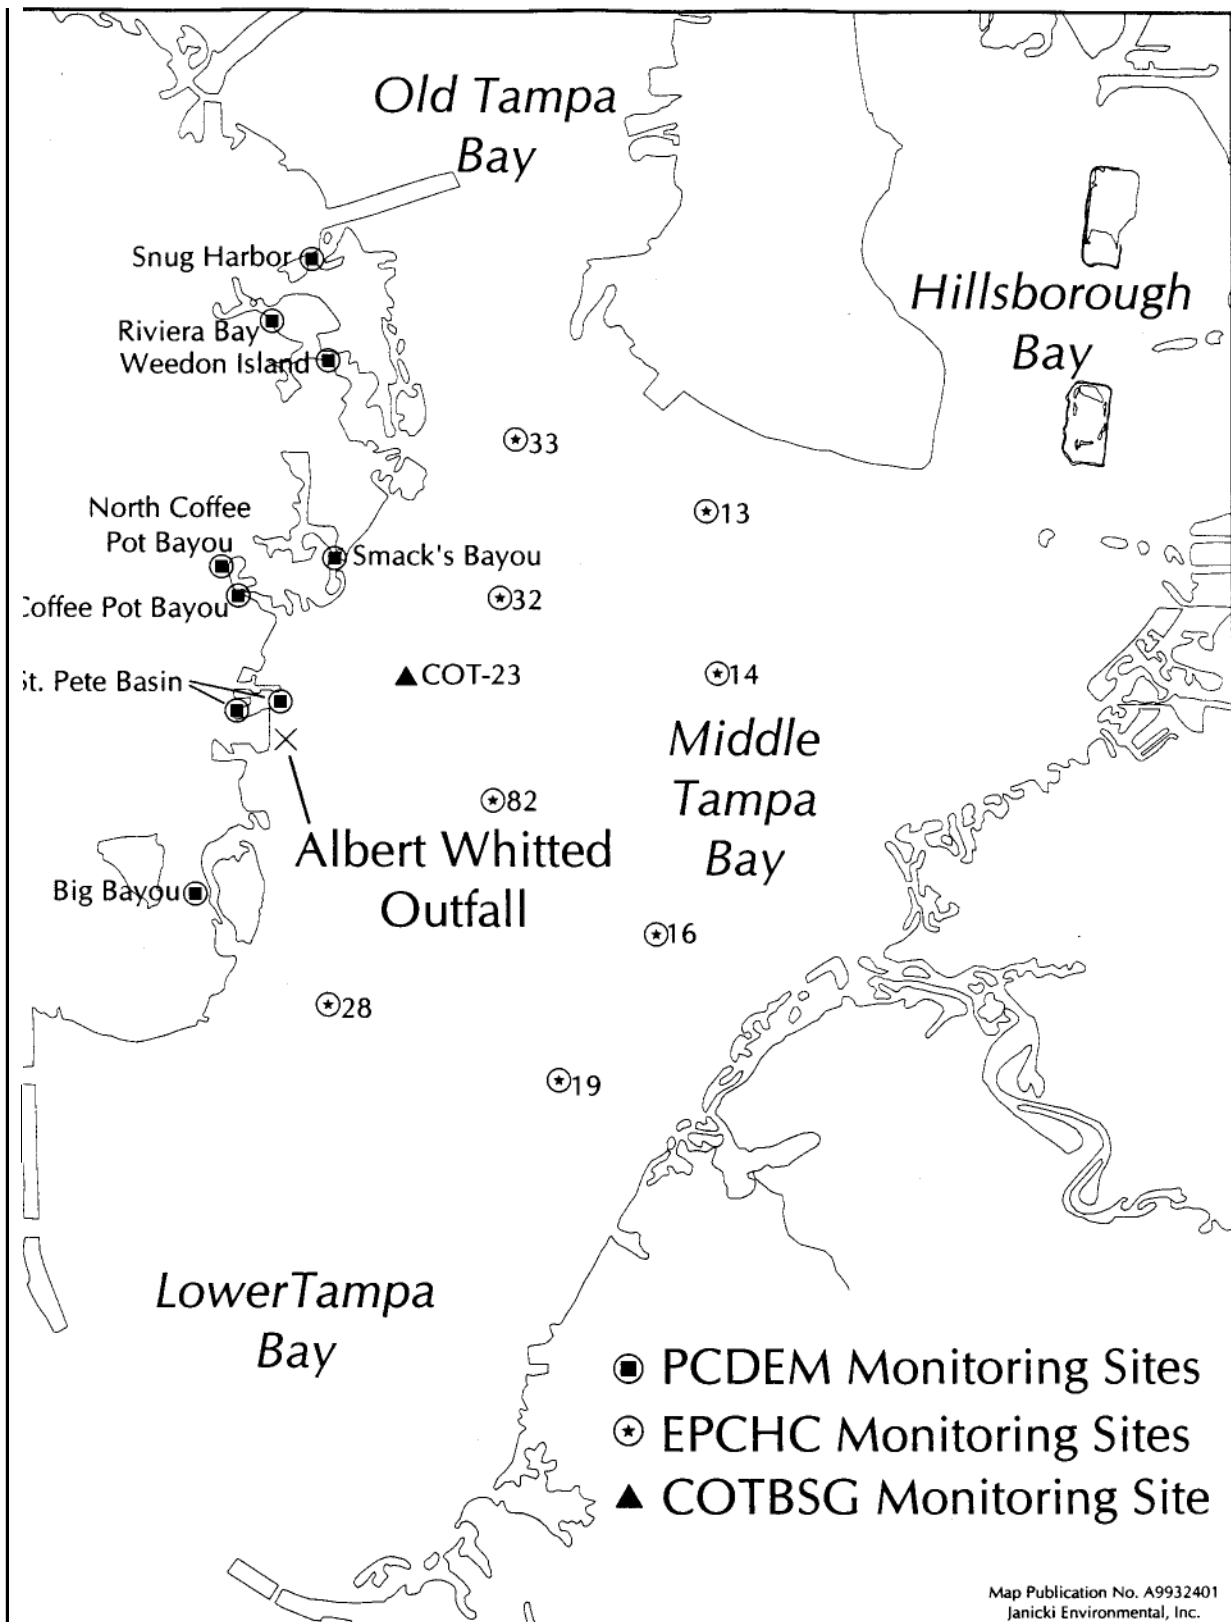 Old Tampa
Bay
Snug Harbor
Hillsborough
Bay
Riviera Bay
Weedon Island
33
13
North Coffee
Pot Bayou
Smack's Bayou
32
Coffee Pot Bayou
COT-23
14
St. Pete Basin
Middle
Tampa
Bay
82
Albert Whitted
Outfall
Big Bayou
16
28
19
LowerTampa
Bay
PCDEM Monitoring Sites
EPCHC Monitoring Sites
COTBSG Monitoring Site
Map Publication No. A9932401
Janicki Environmental, Inc.